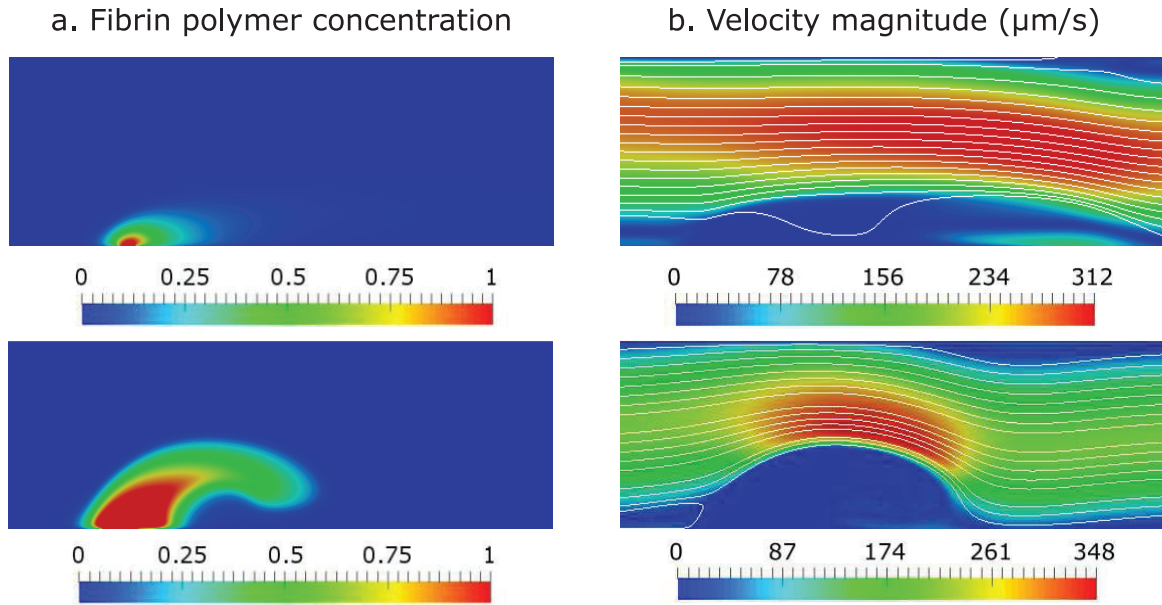 a. Fibrin polymer concentration
b. Velocity magnitude (μm/s)
0 0.25 0.5 0.75 1
0 78 156 234 312
0 0.25 0.5 0.75 1
0 87 174 261 348